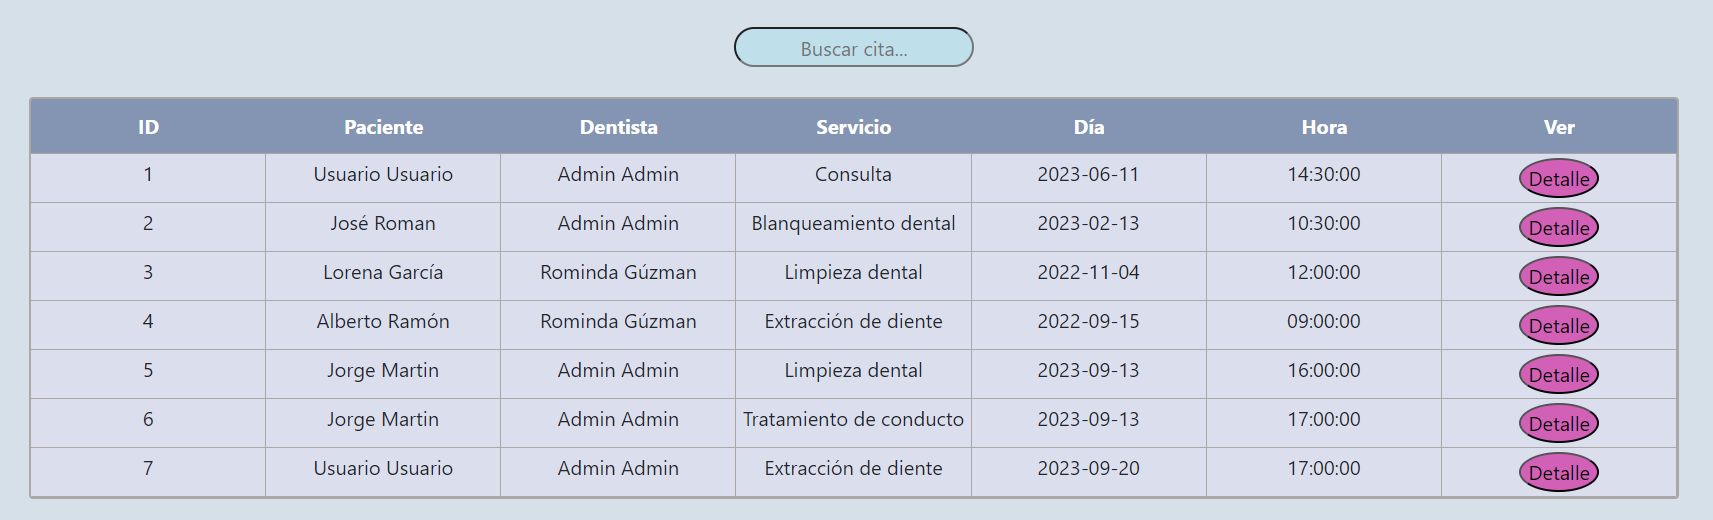 Buscar cita...
ID Paciente Dentista Servicio Día Hora Ver
1 Usuario Usuario Admin Admin Consulta 2023-06-11 14:30:00 Detalle
2 José Roman Admin Admin Blanqueamiento dental 2023-02-13 10:30:00 Detalle
3 Lorena García Rominda Gúzman Limpieza dental 2022-11-04 12:00:00 Detalle
4 Alberto Ramón Rominda Gúzman Extracción de diente 2022-09-15 09:00:00 Detalle
5 Jorge Martin Admin Admin Limpieza dental 2023-09-13 16:00:00 Detalle
6 Jorge Martin Admin Admin Tratamiento de conducto 2023-09-13 17:00:00 Detalle
7 Usuario Usuario Admin Admin Extracción de diente 2023-09-20 17:00:00 Detalle